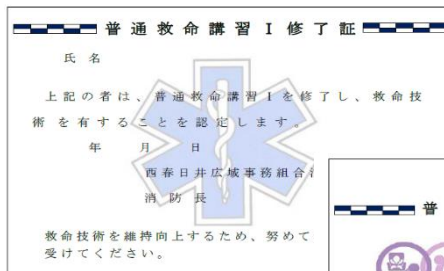 普通救命講習Ⅰ修了証
氏名
上記の者は、普通救命講習Ⅰを修了し、救命技
術を有することを認定します。
年 月 日
西春日井広域事務組合
消防長
救命技術を維持向上するため、努めて
受けてください。
普